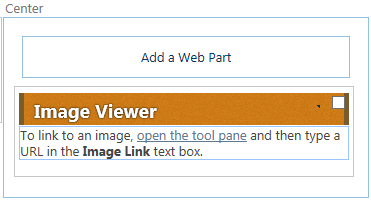 Center
Add a Web Part
Image Viewer
To link to an image, open the tool pane and then type a
URL in the Image Link text box.